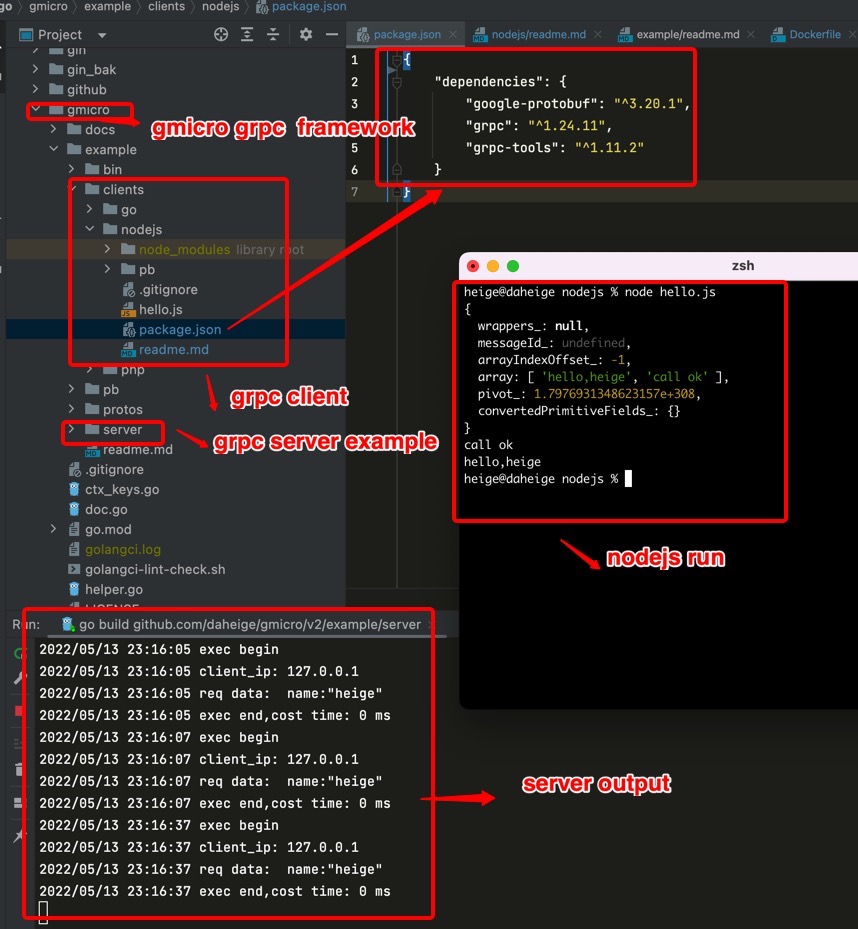 go › gmicro › example › clients › nodejs › package.json
Project
package.json
nodejs/readme.md
example/readme.md
Dockerfile
gin
gin_bak
github
gmicro
gmicro grpc framework
docs
example
bin
clients
go
nodejs
node_modules library root
pb
.gitignore
hello.js
package.json
readme.md
php
grpc client
pb
protos
server
grpc server example
readme.md
.gitignore
ctx_keys.go
doc.go
go.mod
golangci.log
golangci-lint-check.sh
helper.go
LICENSE
1 {
2 "dependencies": {
3 "google-protobuf": "^3.20.1",
"grpc": "^1.24.11",
5 "grpc-tools": "^1.11.2"
6 }
7 }
zsh
heige@daheige nodejs % node hello.js
{
wrappers_: null,
messageId_: undefined,
arrayIndexOffset_: -1,
array: [ 'hello,heige', 'call ok' ],
pivot_: 1.7976931348623157e+308,
convertedPrimitiveFields_: {}
}
call ok
hello,heige
heige@daheige nodejs %
nodejs run
Run: go build github.com/daheige/gmicro/v2/example/server
2022/05/13 23:16:05 exec begin
2022/05/13 23:16:05 client_ip: 127.0.0.1
2022/05/13 23:16:05 req data:  name:"heige"
2022/05/13 23:16:05 exec end,cost time: 0 ms
2022/05/13 23:16:07 exec begin
2022/05/13 23:16:07 client_ip: 127.0.0.1
2022/05/13 23:16:07 req data:  name:"heige"
2022/05/13 23:16:07 exec end,cost time: 0 ms
2022/05/13 23:16:37 exec begin
2022/05/13 23:16:37 client_ip: 127.0.0.1
2022/05/13 23:16:37 req data:  name:"heige"
2022/05/13 23:16:37 exec end,cost time: 0 ms
server output